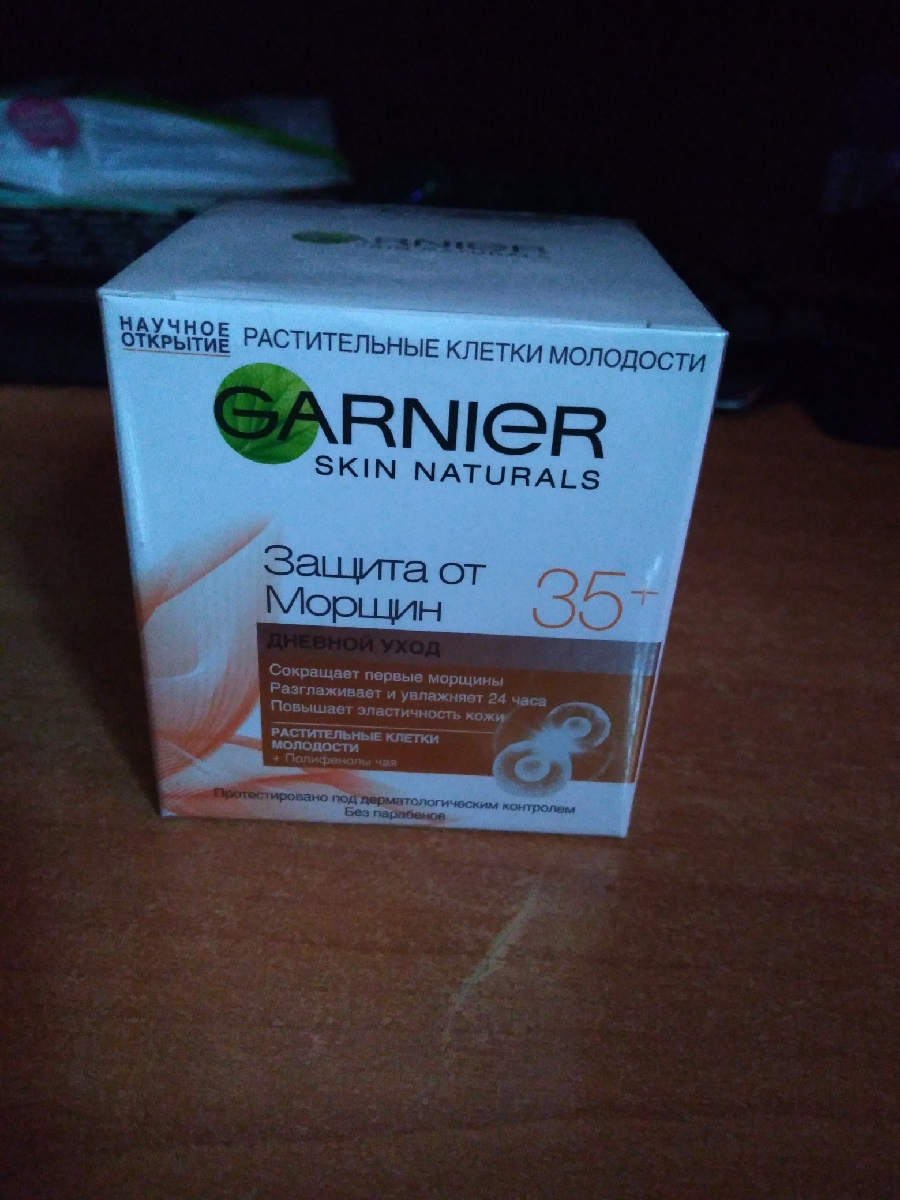 GARNIER
НАУЧНОЕ
ОТКРЫТИЕ
РАСТИТЕЛЬНЫЕ КЛЕТКИ МОЛОДОСТИ
GARNIER
SKIN NATURALS
Защита от
Морщин
35+
ДНЕВНОЙ УХОД
Сокращает первые морщины
Разглаживает и увлажняет 24 часа
Повышает эластичность кожи
РАСТИТЕЛЬНЫЕ КЛЕТКИ
МОЛОДОСТИ
+ Полифенолы чая
Протестировано под дерматологическим контролем
Без парабенов